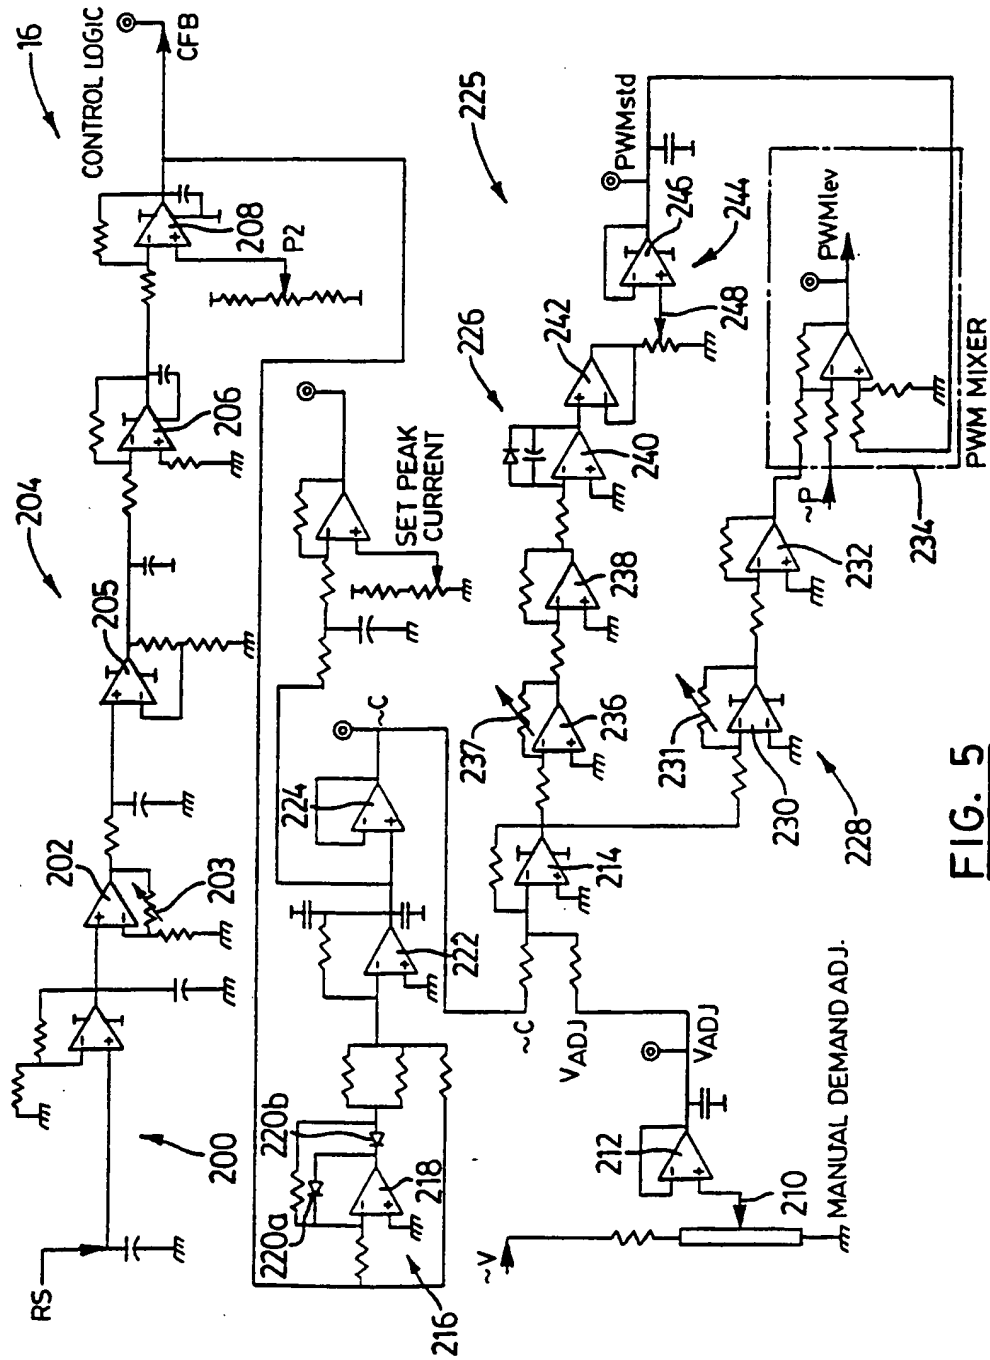 CONTROL LOGIC
16
CFB
RS
200
202
203
204
205
206
208
P2
216
218
220a
220b
222
224
~C
SET PEAK
CURRENT
225
226
PWMstd
246
244
248
242
240
238
236
237
214
~C
VADJ
VADJ
212
210
~V
MANUAL DEMAND ADJ.
228
230
231
232
234
~P
PWMlev
PWM MIXER
FIG. 5